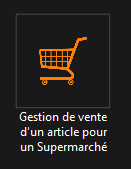 Gestion de vente
d'un article pour
un Supermarché